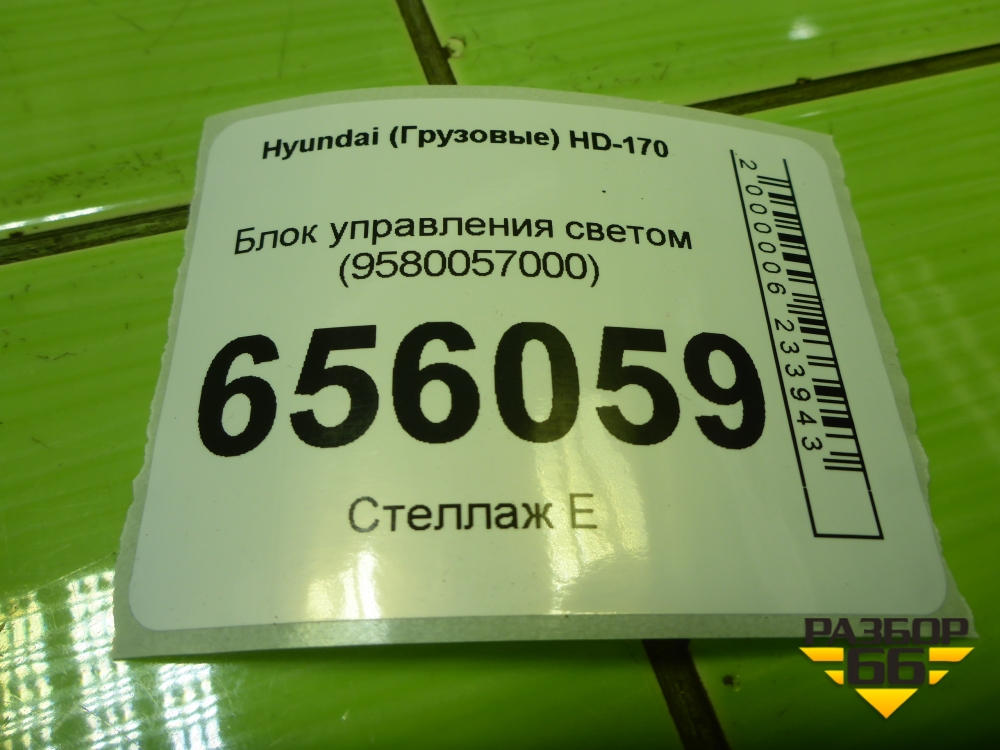 Hyundai (Грузовые) HD-170
Блок управления светом
(9580057000)
656059
Стеллаж Е
2000006233943
РАЗБОР
66